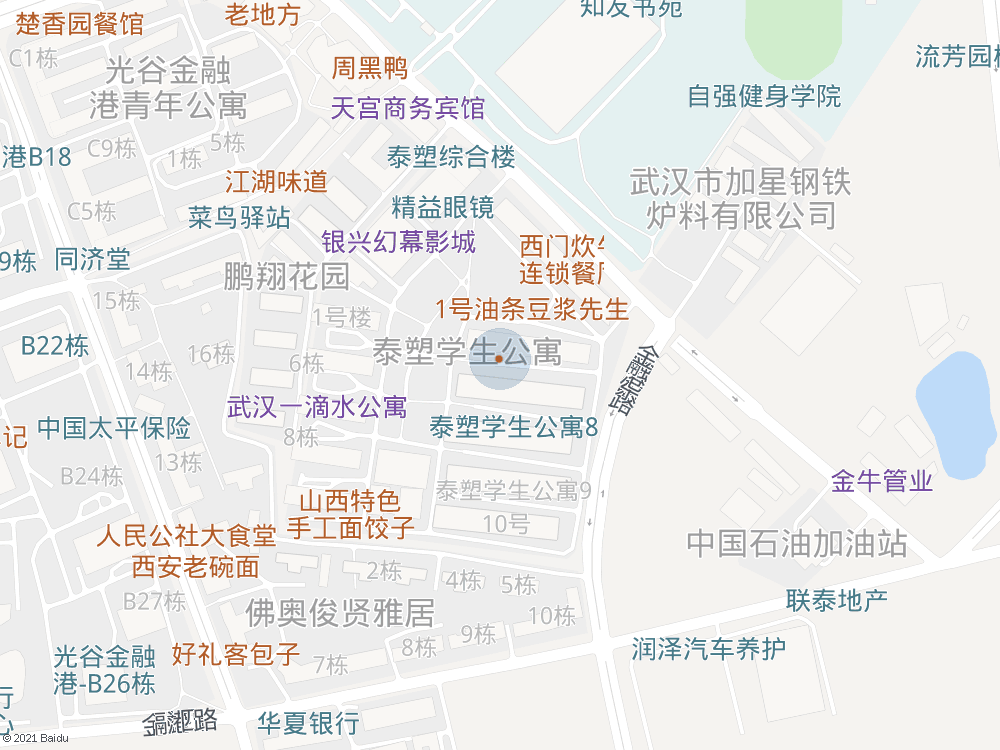 知友书苑
楚香园餐馆
老地方
C1栋
光谷金融
港青年公寓
周黑鸭
天宫商务宾馆
流芳园
自强健身学院
5栋
C9栋
1栋
港B18
泰塑综合楼
江湖味道
武汉市加星钢铁
炉料有限公司
C5栋
菜鸟驿站
精益眼镜
银兴幻幕影城
西门炊
连锁餐
9栋
同济堂
鹏翔花园
15栋
1号楼
1号油条豆浆先生
B22栋
16栋
6栋
泰塑学生公寓
14栋
金融港路
武汉一滴水公寓
中国太平保险
泰塑学生公寓8
记
8栋
13栋
B24栋
金牛管业
泰塑学生公寓9
山西特色
手工面饺子
10号
人民公社大食堂
西安老碗面
中国石油加油站
2栋
4栋
5栋
B27栋
联泰地产
佛奥俊贤雅居
10栋
9栋
8栋
润泽汽车养护
光谷金融
港-B26栋
好礼客包子
7栋
行
心
华夏银行
© 2021 Baidu